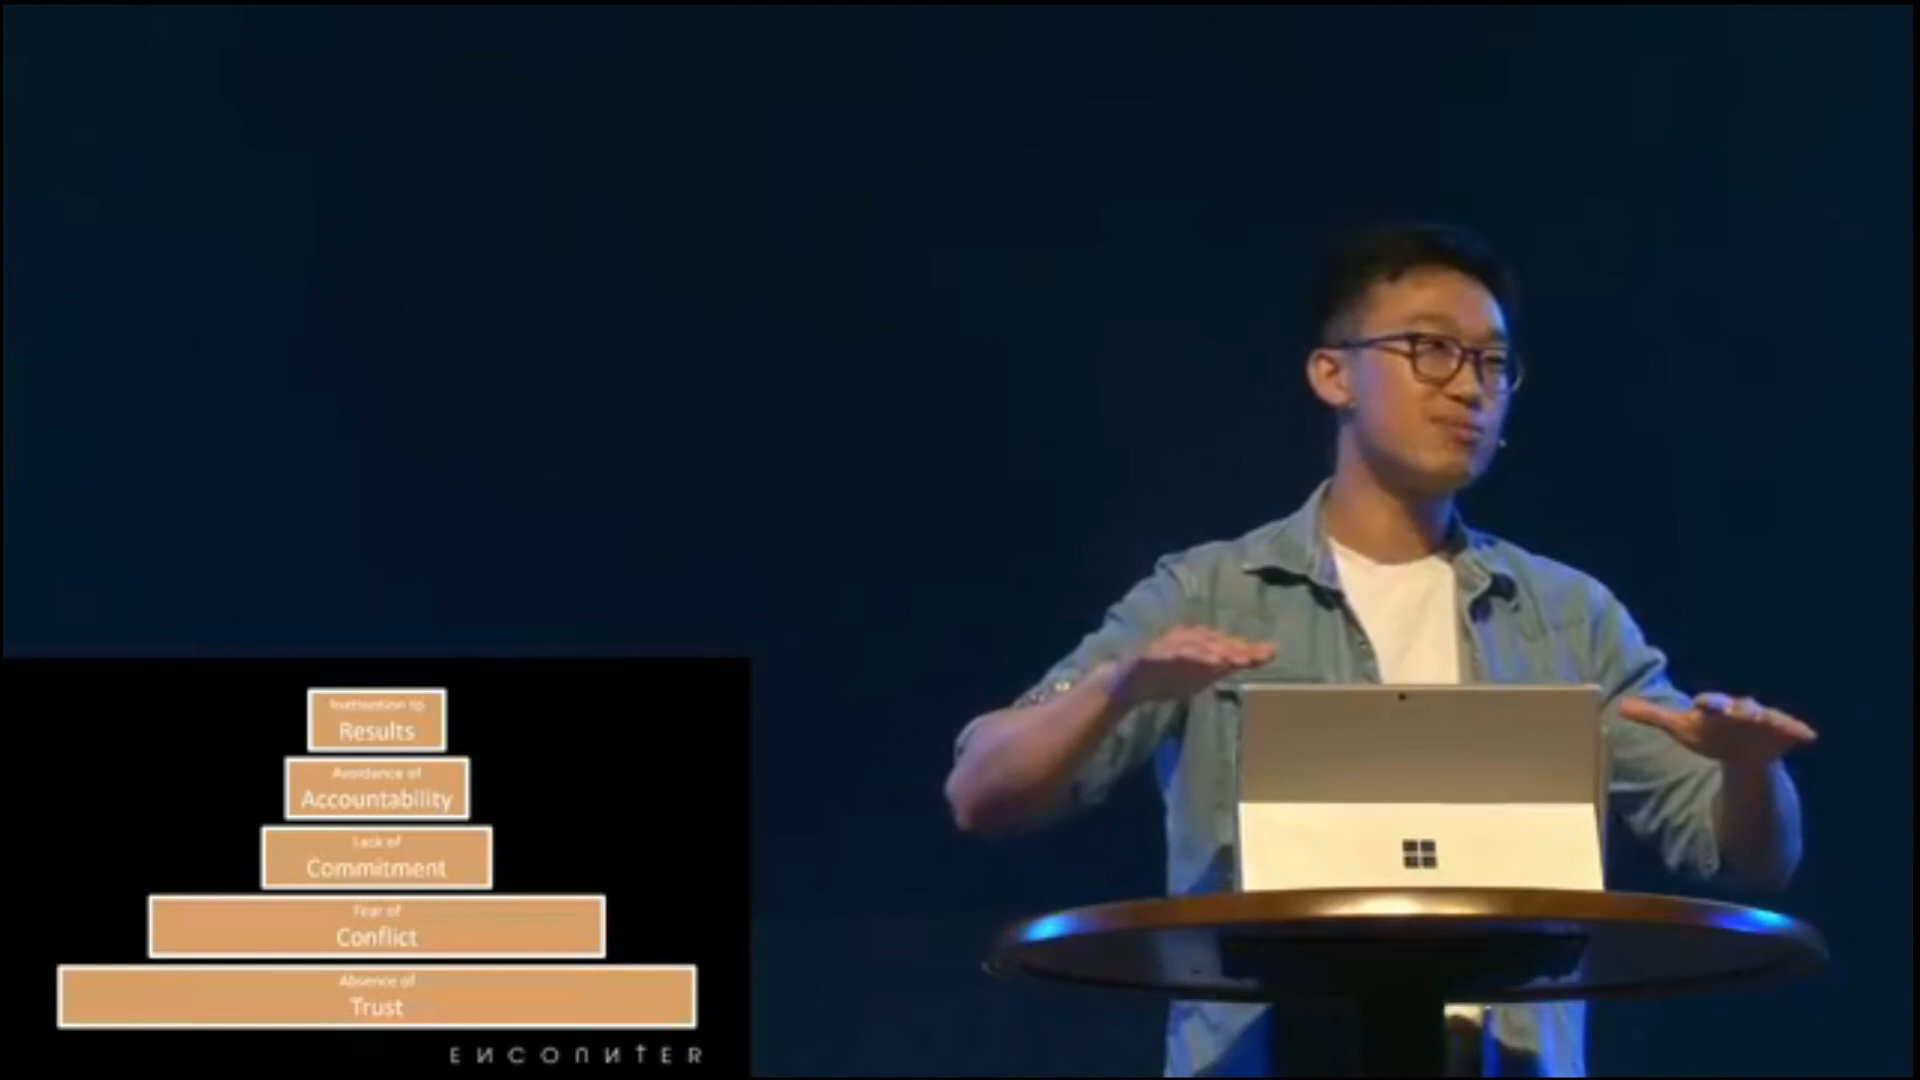 Inattention to
Results
Avoidance of
Accountability
Lack of
Commitment
Fear of
Conflict
Absence of
Trust
ENCOUNTER